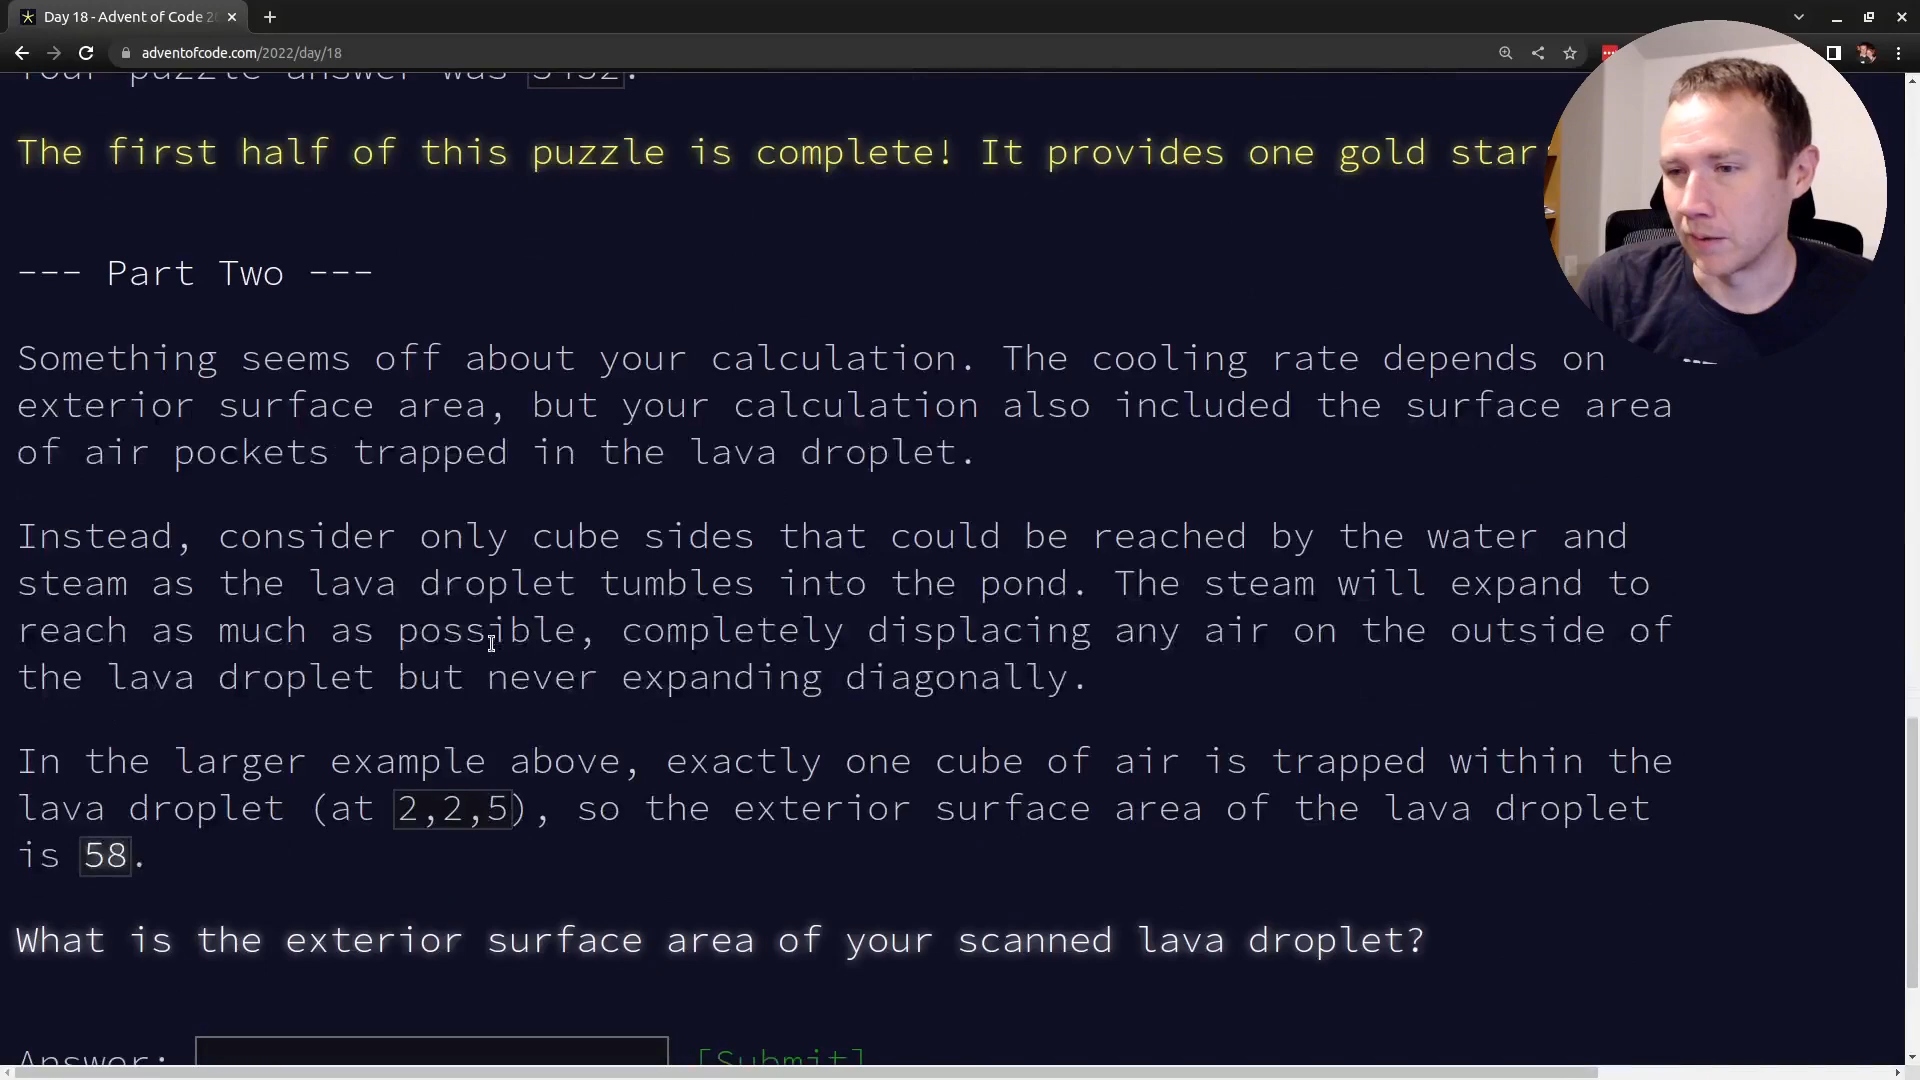 Day 18 - Advent of Code
adventofcode.com/2022/day/18
Your puzzle answer was
The first half of this puzzle is complete! It provides one gold star:
--- Part Two ---
Something seems off about your calculation. The cooling rate depends on
exterior surface area, but your calculation also included the surface area
of air pockets trapped in the lava droplet.
Instead, consider only cube sides that could be reached by the water and
steam as the lava droplet tumbles into the pond. The steam will expand to
reach as much as possible, completely displacing any air on the outside of
the lava droplet but never expanding diagonally.
In the larger example above, exactly one cube of air is trapped within the
lava droplet (at 2,2,5), so the exterior surface area of the lava droplet
is 58.
What is the exterior surface area of your scanned lava droplet?
Answer: [Submit]